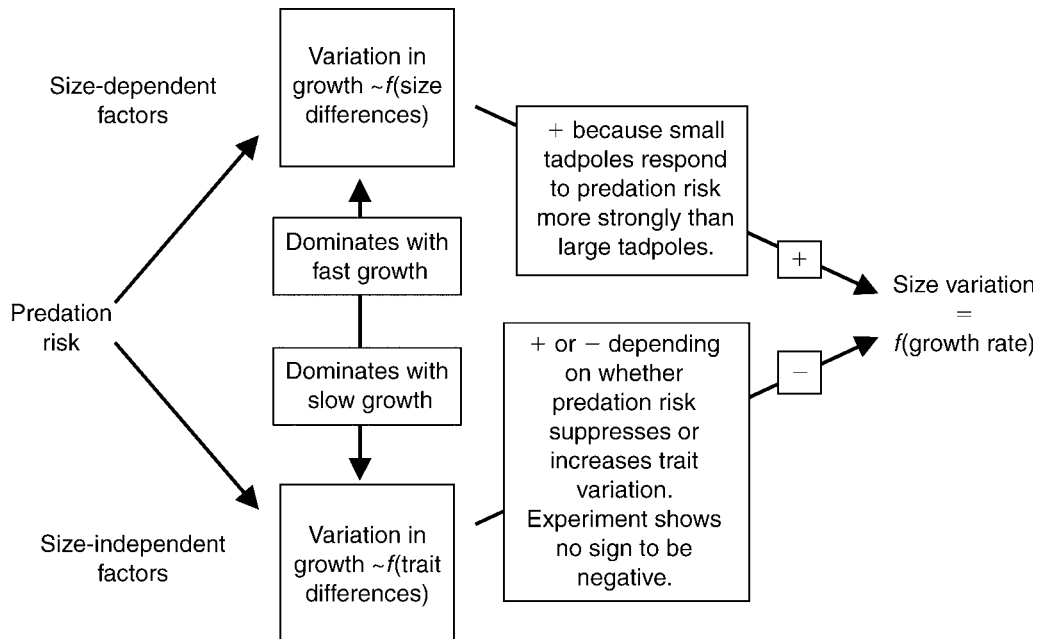 Size-dependent
factors
Variation in
growth ~f(size
differences)
+ because small
tadpoles respond
to predation risk
more strongly than
large tadpoles.
+
Dominates with
fast growth
Predation
risk
Size variation
=
f(growth rate)
Dominates with
slow growth
+ or − depending
on whether
predation risk
suppresses or
increases trait
variation.
Experiment shows
no sign to be
negative.
−
Size-independent
factors
Variation in
growth ~f(trait
differences)